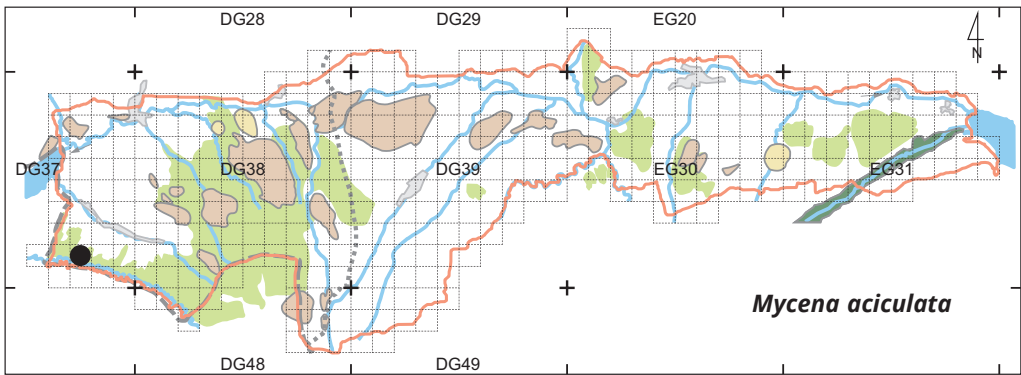 DG28 DG29 EG20
N
DG37 DG38 DG39 EG30 EG31
Mycena aciculata
DG48 DG49